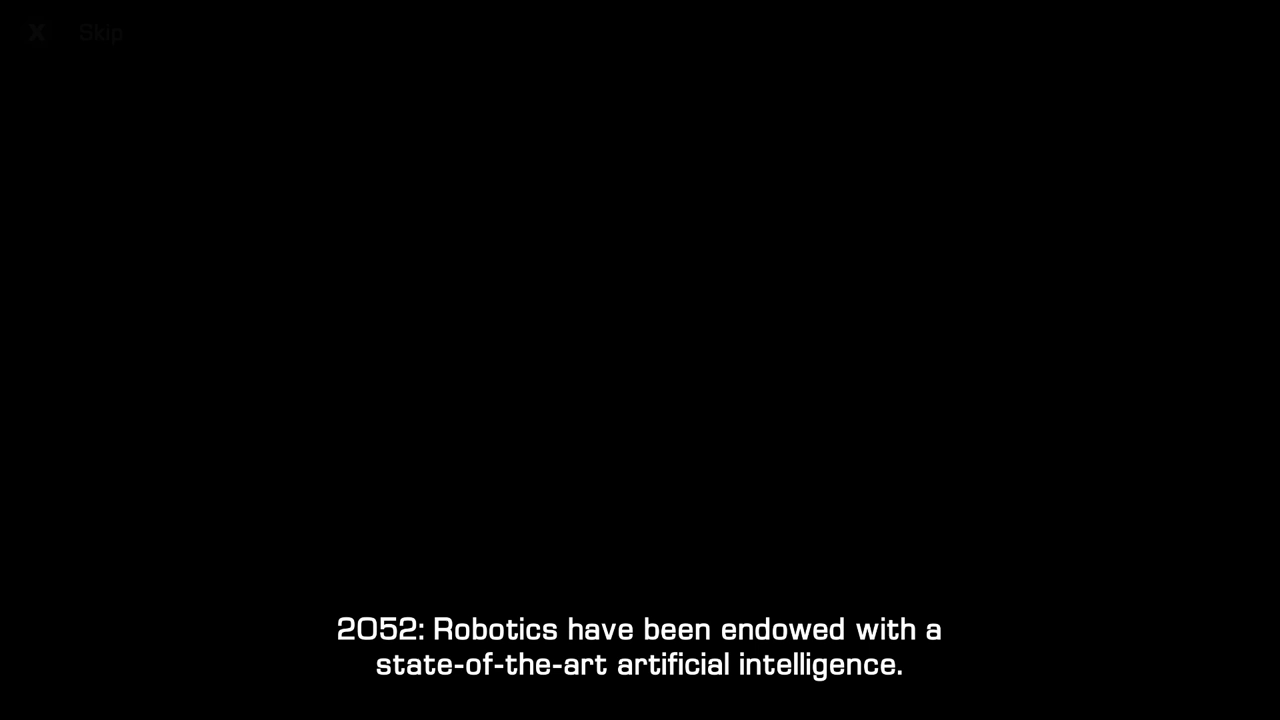 X Skip
2052: Robotics have been endowed with a
state-of-the-art artificial intelligence.